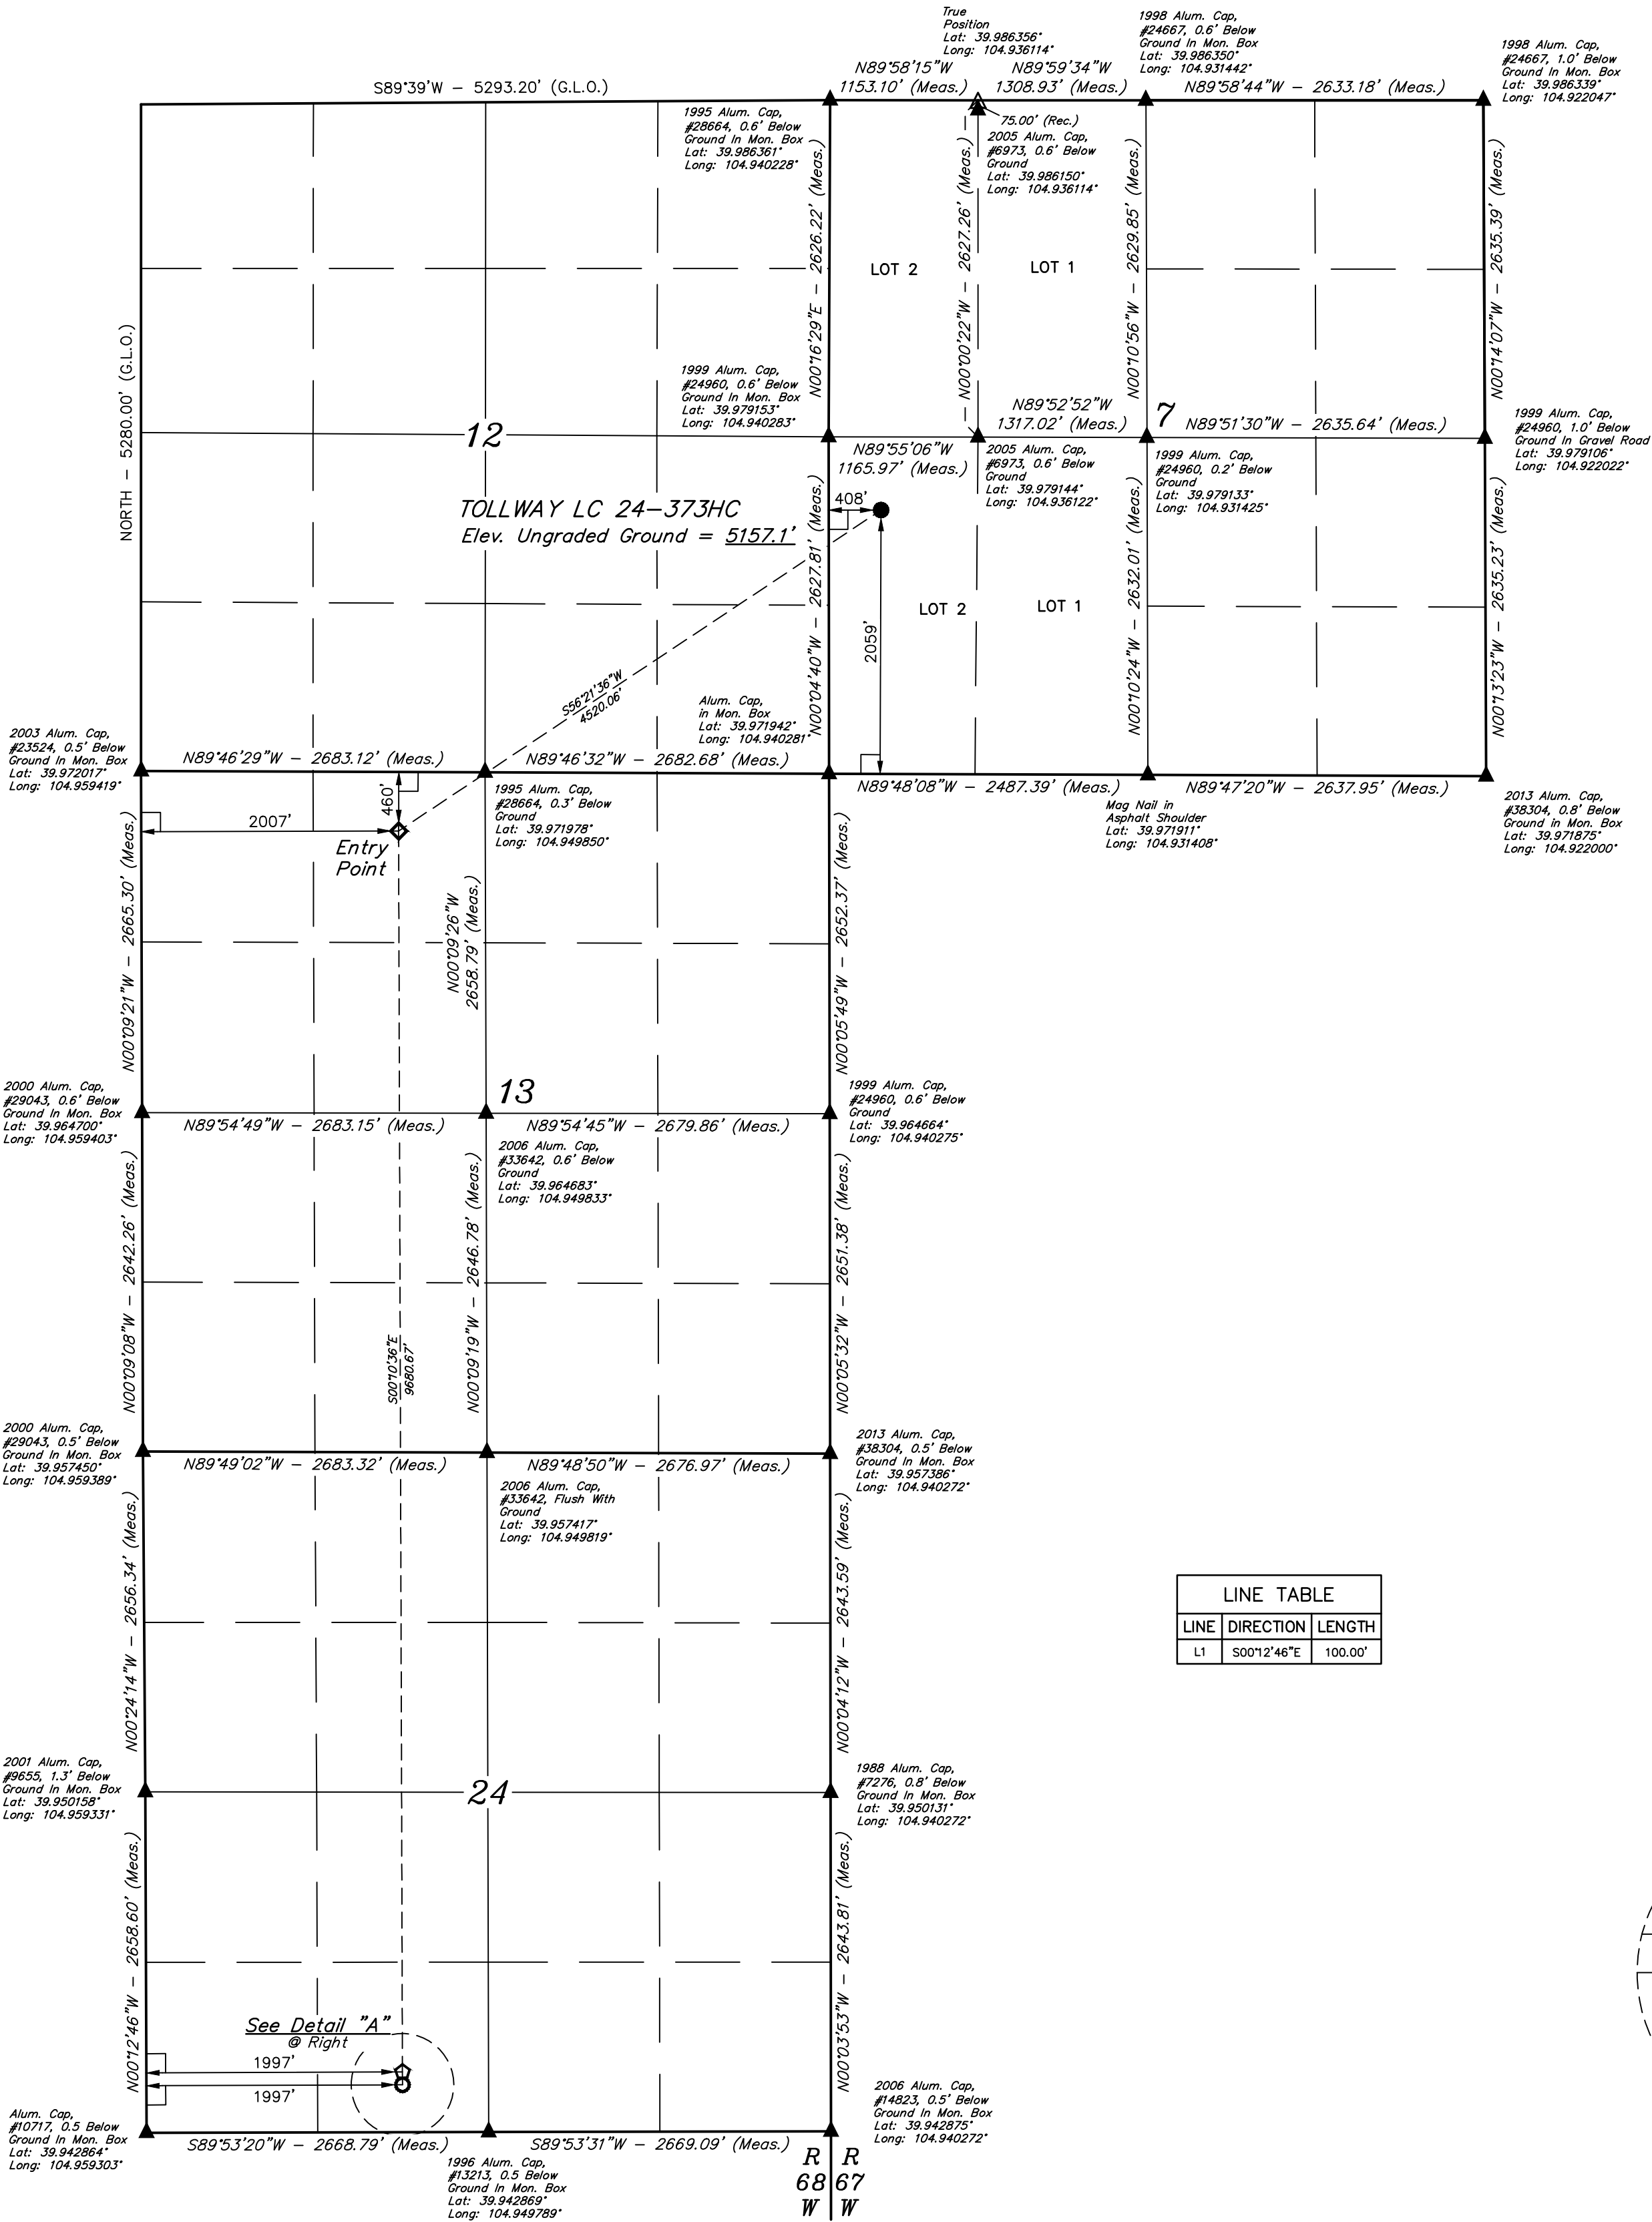 True
Position
Lat: 39.986356°
Long: 104.936114°
1998 Alum. Cap,
#24667, 0.6' Below
Ground In Mon. Box
Lat: 39.986350°
Long: 104.931442°
1998 Alum. Cap,
#24667, 1.0' Below
Ground In Mon. Box
Lat: 39.986339°
Long: 104.922047°
S89°39'W – 5293.20' (G.L.O.)
N89°58'15"W
1153.10' (Meas.)
N89°59'34"W
1308.93' (Meas.)
N89°58'44"W – 2633.18' (Meas.)
1995 Alum. Cap,
#28664, 0.6' Below
Ground In Mon. Box
Lat: 39.986361°
Long: 104.940228°
75.00' (Rec.)
2005 Alum. Cap,
#6973, 0.6' Below
Ground
Lat: 39.986150°
Long: 104.936114°
NORTH – 5280.00' (G.L.O.)
N00°16'29"E – 2626.22' (Meas.)
N00°00'22"W – 2627.26' (Meas.)
N00°10'56"W – 2629.85' (Meas.)
N00°14'07"W – 2635.39' (Meas.)
LOT 2
LOT 1
1999 Alum. Cap,
#24960, 0.6' Below
Ground In Mon. Box
Lat: 39.979153°
Long: 104.940283°
12
N89°52'52"W
1317.02' (Meas.)
7
N89°51'30"W – 2635.64' (Meas.)
1999 Alum. Cap,
#24960, 1.0' Below
Ground In Gravel Road
Lat: 39.979106°
Long: 104.922022°
N89°55'06"W
1165.97' (Meas.)
2005 Alum. Cap,
#6973, 0.6' Below
Ground
Lat: 39.979144°
Long: 104.936122°
1999 Alum. Cap,
#24960, 0.2' Below
Ground
Lat: 39.979133°
Long: 104.931425°
TOLLWAY LC 24–373HC
Elev. Ungraded Ground = 5157.1'
408'
2059'
N00°04'40"W – 2627.81' (Meas.)
N00°10'24"W – 2632.01' (Meas.)
N00°13'23"W – 2635.23' (Meas.)
LOT 2
LOT 1
S56°21'36"W
4520.06'
Alum. Cap,
in Mon. Box
Lat: 39.971942°
Long: 104.940281°
2003 Alum. Cap,
#23524, 0.5' Below
Ground In Mon. Box
Lat: 39.972017°
Long: 104.959419°
N89°46'29"W – 2683.12' (Meas.)
N89°46'32"W – 2682.68' (Meas.)
N89°48'08"W – 2487.39' (Meas.)
N89°47'20"W – 2637.95' (Meas.)
460'
2007'
Entry
Point
1995 Alum. Cap,
#28664, 0.3' Below
Ground
Lat: 39.971978°
Long: 104.949850°
Mag Nail in
Asphalt Shoulder
Lat: 39.971911°
Long: 104.931408°
2013 Alum. Cap,
#38304, 0.8' Below
Ground in Mon. Box
Lat: 39.971875°
Long: 104.922000°
N00°09'21"W – 2665.30' (Meas.)
N00°09'26"W
2658.79' (Meas.)
N00°05'49"W – 2652.37' (Meas.)
2000 Alum. Cap,
#29043, 0.6' Below
Ground In Mon. Box
Lat: 39.964700°
Long: 104.959403°
13
N89°54'49"W – 2683.15' (Meas.)
N89°54'45"W – 2679.86' (Meas.)
1999 Alum. Cap,
#24960, 0.6' Below
Ground
Lat: 39.964664°
Long: 104.940275°
2006 Alum. Cap,
#33642, 0.6' Below
Ground
Lat: 39.964683°
Long: 104.949833°
N00°09'08"W – 2642.26' (Meas.)
S00°10'36"E
9680.67'
N00°09'19"W – 2646.78' (Meas.)
N00°05'32"W – 2651.38' (Meas.)
2000 Alum. Cap,
#29043, 0.5' Below
Ground In Mon. Box
Lat: 39.957450°
Long: 104.959389°
N89°49'02"W – 2683.32' (Meas.)
N89°48'50"W – 2676.97' (Meas.)
2013 Alum. Cap,
#38304, 0.5' Below
Ground In Mon. Box
Lat: 39.957386°
Long: 104.940272°
2006 Alum. Cap,
#33642, Flush With
Ground
Lat: 39.957417°
Long: 104.949819°
N00°24'14"W – 2656.34' (Meas.)
N00°04'12"W – 2643.59' (Meas.)
LINE TABLE
LINE DIRECTION LENGTH
L1 S00°12'46"E 100.00'
2001 Alum. Cap,
#9655, 1.3' Below
Ground In Mon. Box
Lat: 39.950158°
Long: 104.959331°
24
1988 Alum. Cap,
#7276, 0.8' Below
Ground In Mon. Box
Lat: 39.950131°
Long: 104.940272°
N00°12'46"W – 2658.60' (Meas.)
N00°03'53"W – 2643.81' (Meas.)
See Detail "A"
@ Right
1997'
1997'
Alum. Cap,
#10717, 0.5 Below
Ground In Mon. Box
Lat: 39.942864°
Long: 104.959303°
S89°53'20"W – 2668.79' (Meas.)
S89°53'31"W – 2669.09' (Meas.)
2006 Alum. Cap,
#14823, 0.5' Below
Ground In Mon. Box
Lat: 39.942875°
Long: 104.940272°
1996 Alum. Cap,
#13213, 0.5 Below
Ground In Mon. Box
Lat: 39.942869°
Long: 104.949789°
R R
68 67
W W